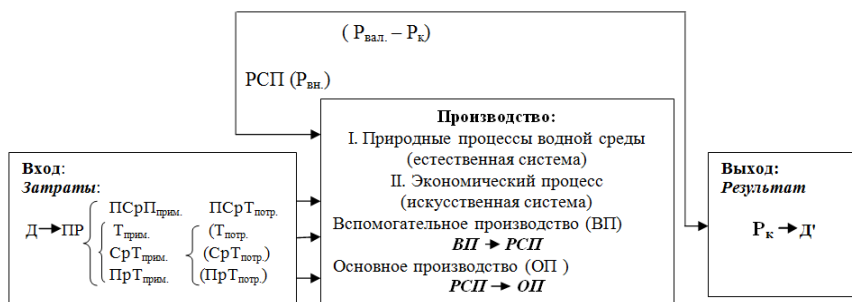 ( Рвал. – Рк)
РСП (Рвн.)
Вход:
Затраты:
Д→ПР
ПСрПприм. ПСрТпотр.
Тприм. (Тпотр.
СрТприм. (СрТпотр.)
ПрТприм. (ПрТпотр.)
Производство:
I. Природные процессы водной среды
(естественная система)
II. Экономический процесс
(искусственная система)
Вспомогательное производство (ВП)
ВП → РСП
Основное производство (ОП )
РСП → ОП
Выход:
Результат
Рк → Д'